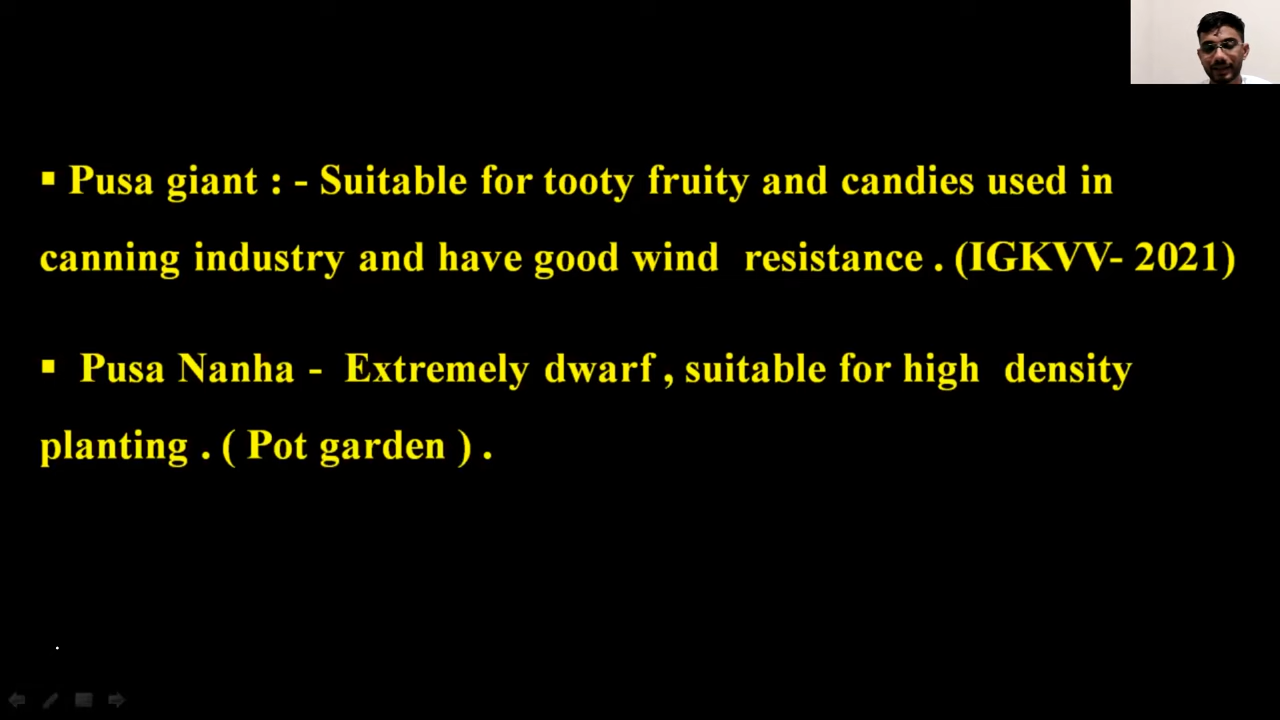 ▪ Pusa giant : - Suitable for tooty fruity and candies used in
canning industry and have good wind resistance . (IGKVV- 2021)
▪ Pusa Nanha - Extremely dwarf , suitable for high density
planting . ( Pot garden ) .
.